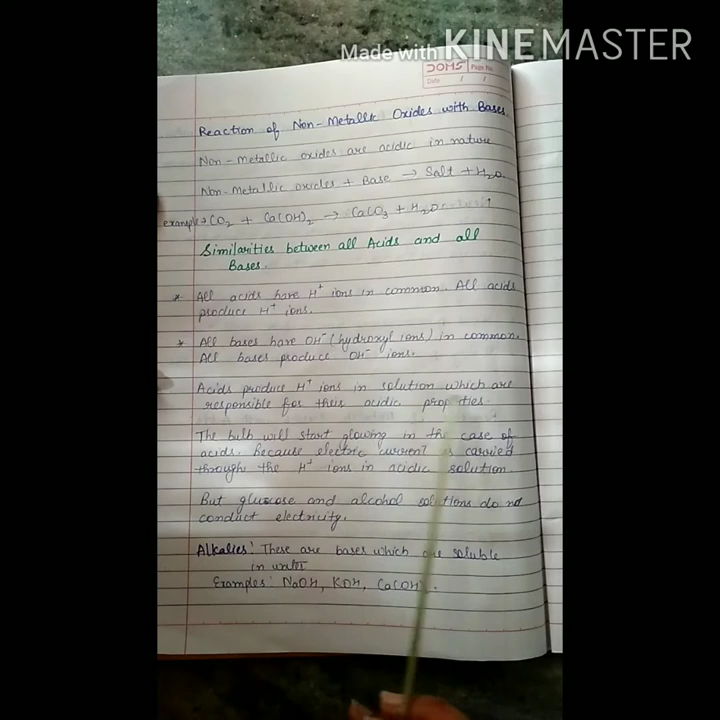 Made with KINEMASTER
DOMS Page No.
Date / /
Reaction of Non-Metallic Oxides with Bases
Non-metallic oxides are acidic in nature
Non-Metallic oxides + Base → Salt + H₂O.
example → CO₂ + Ca(OH)₂ → CaCO₃ + H₂O
Similarities between all Acids and all
Bases.
* All acids have H⁺ ions in common. All acids
produce H⁺ ions.
* All bases have OH⁻ (hydroxyl ions) in common.
All bases produce OH⁻ ions.
Acids produce H⁺ ions in solution which are
responsible for their acidic properties.
The bulb will start glowing in the case of
acids. Because electric current is carried
through the H⁺ ions in acidic solution.
But glucose and alcohol solutions do not
conduct electricity.
Alkalies: These are bases which are soluble
in water
Examples: NaOH, KOH, Ca(OH)₂.